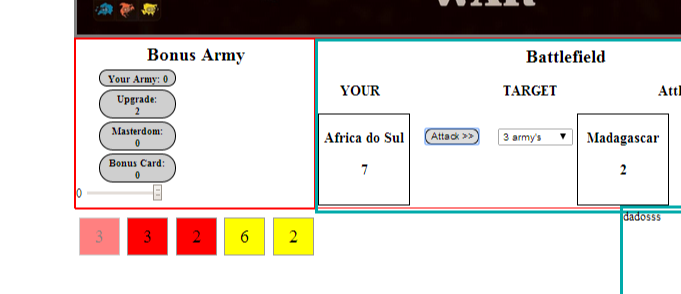 WAR
Bonus Army
Your Army: 0
Upgrade:
2
Masterdom:
0
Bonus Card:
0
0
Battlefield
YOUR
TARGET
Africa do Sul
7
Attack >>
3 army's
Madagascar
2
3
3
2
6
2
dadosss